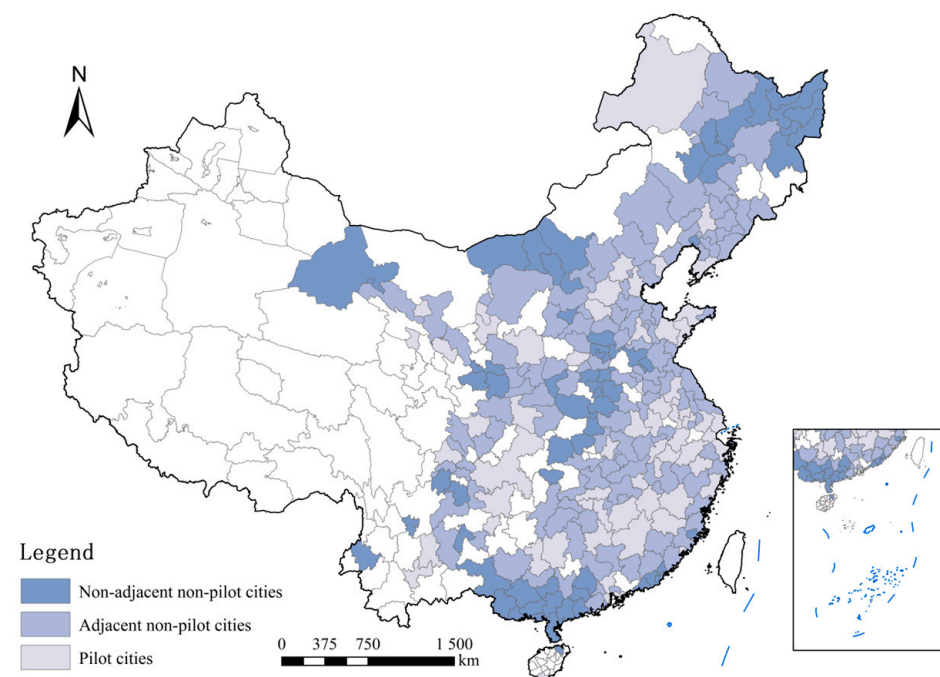 N
Legend
Non-adjacent non-pilot cities
Adjacent non-pilot cities
Pilot cities
0 375 750 1 500
km